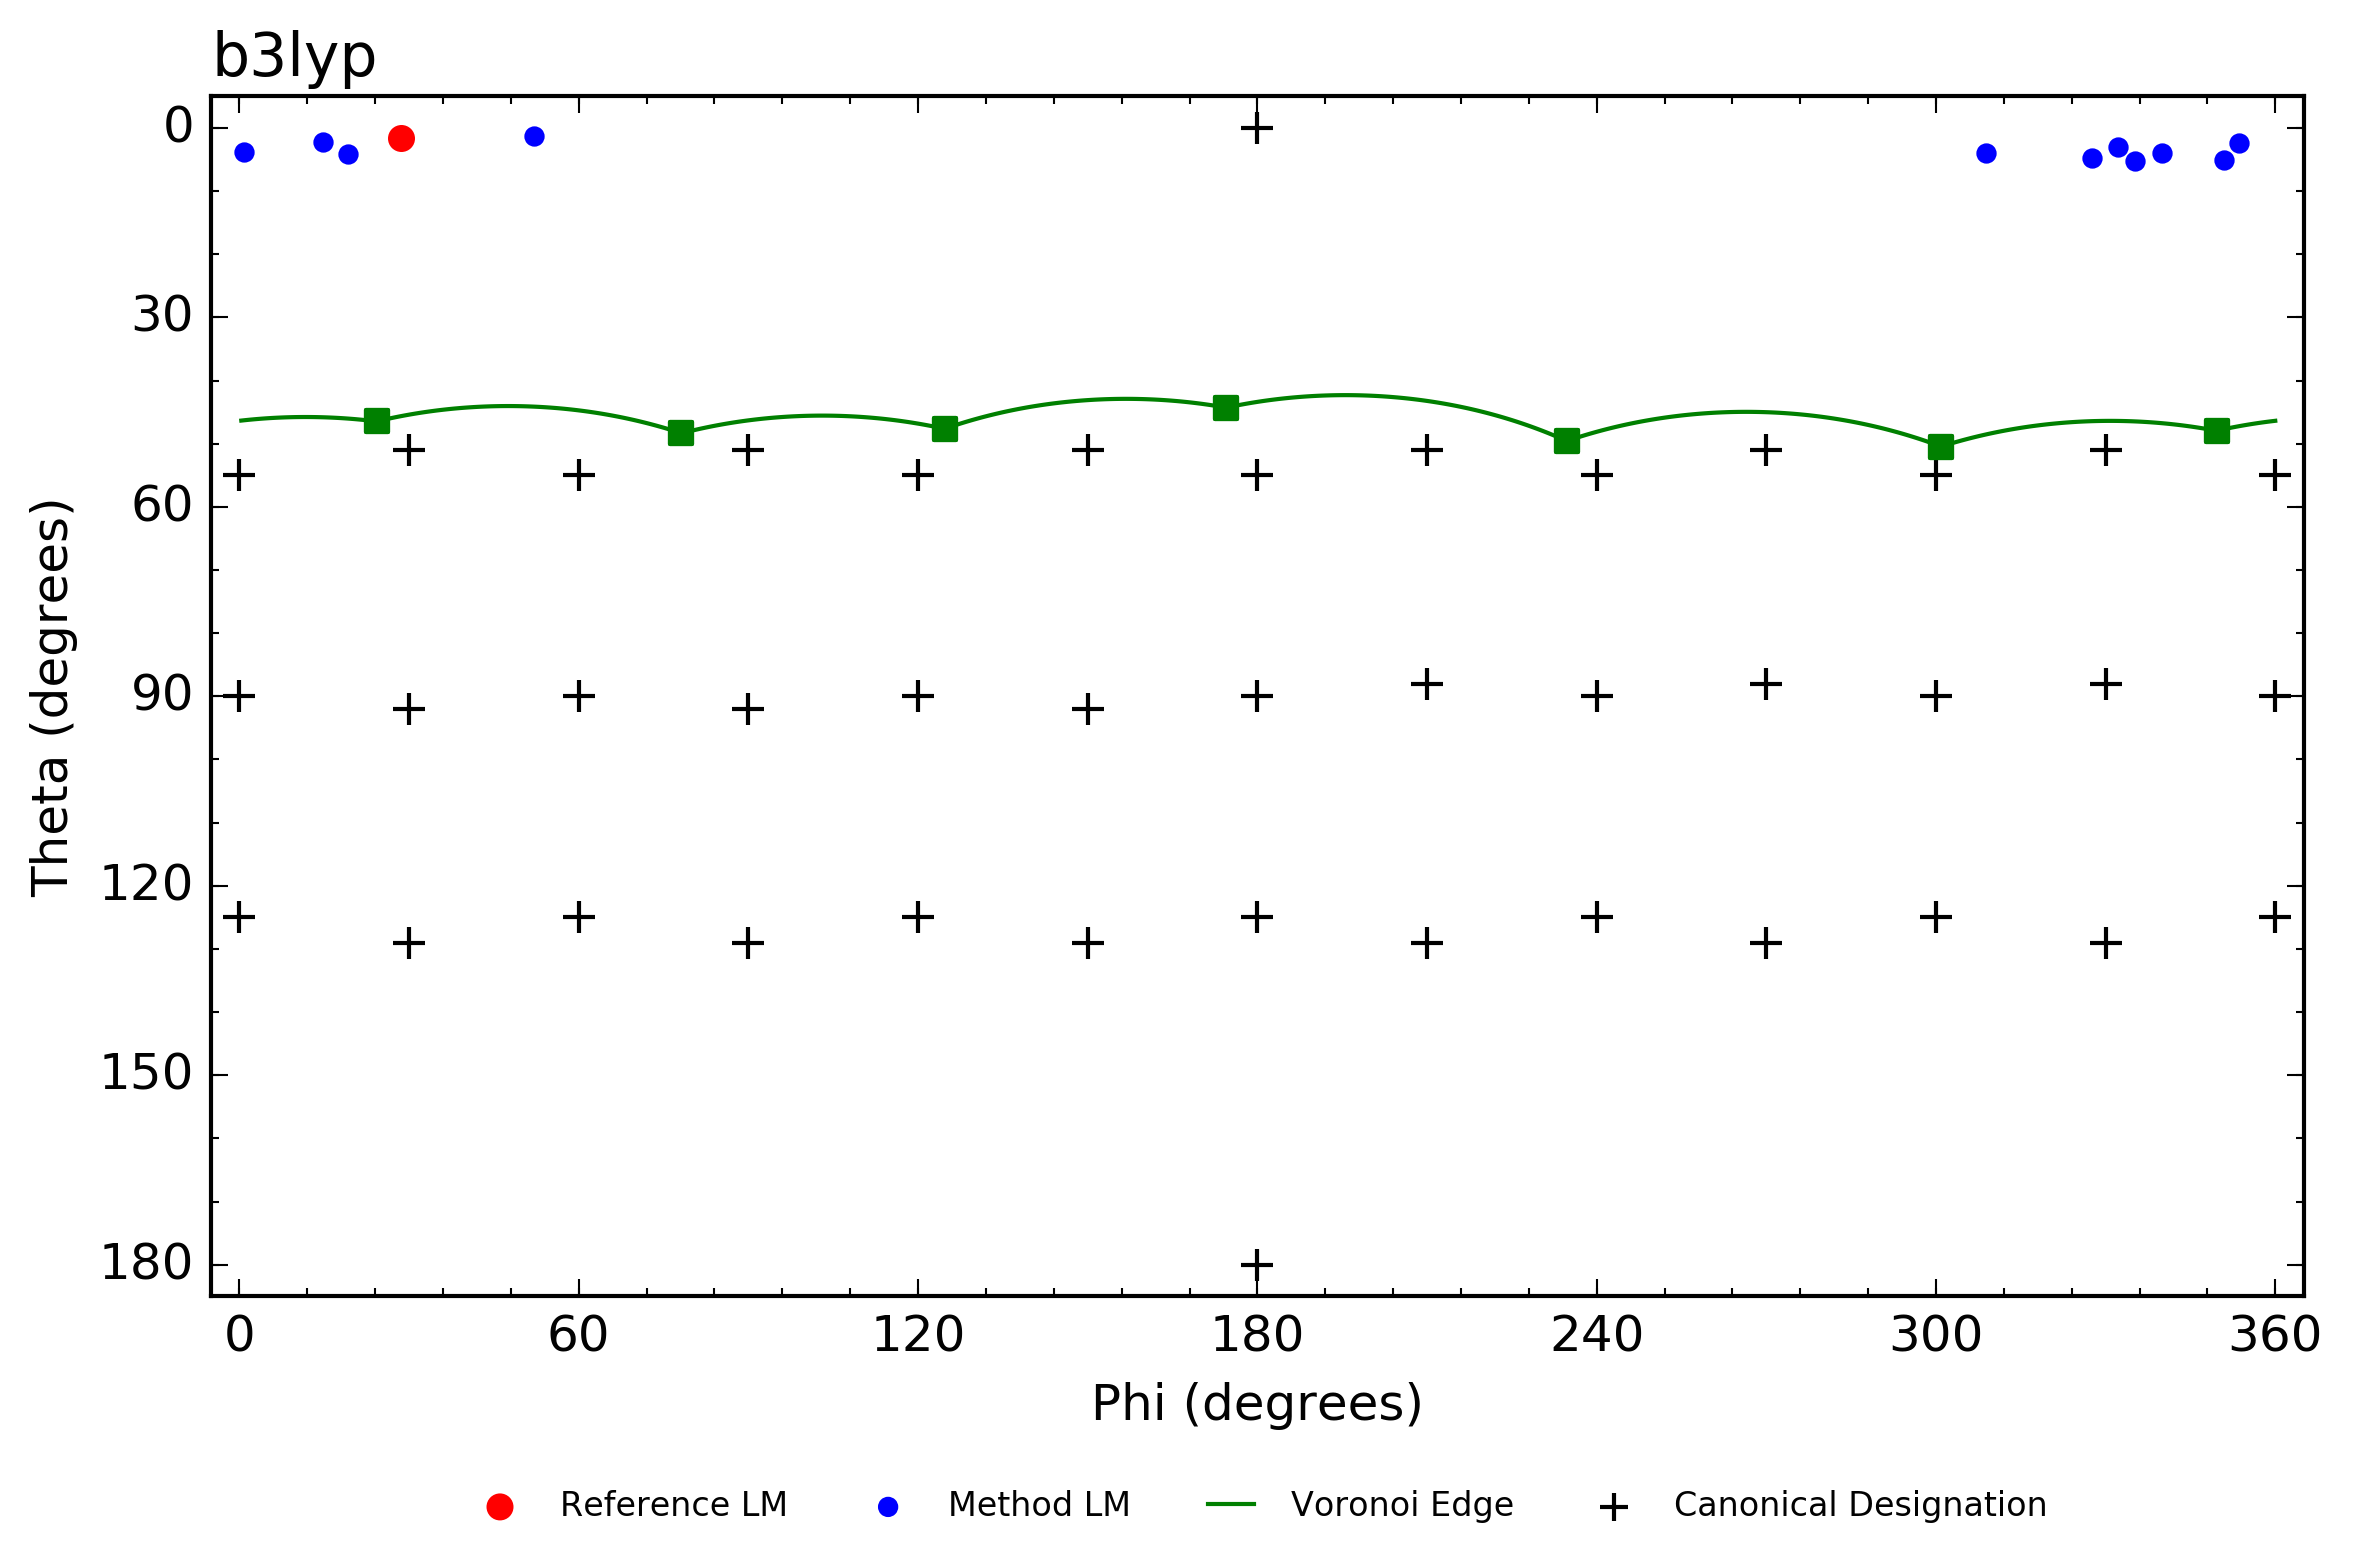 b3lyp
0
30
60
90
120
150
180
Theta (degrees)
0 60 120 180 240 300 360
Phi (degrees)
Reference LM Method LM Voronoi Edge Canonical Designation